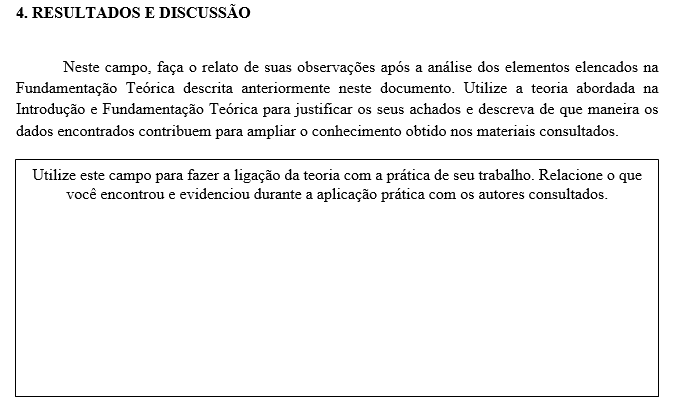 4. RESULTADOS E DISCUSSÃO
Neste campo, faça o relato de suas observações após a análise dos elementos elencados na
Fundamentação Teórica descrita anteriormente neste documento. Utilize a teoria abordada na
Introdução e Fundamentação Teórica para justificar os seus achados e descreva de que maneira os
dados encontrados contribuem para ampliar o conhecimento obtido nos materiais consultados.
Utilize este campo para fazer a ligação da teoria com a prática de seu trabalho. Relacione o que
você encontrou e evidenciou durante a aplicação prática com os autores consultados.